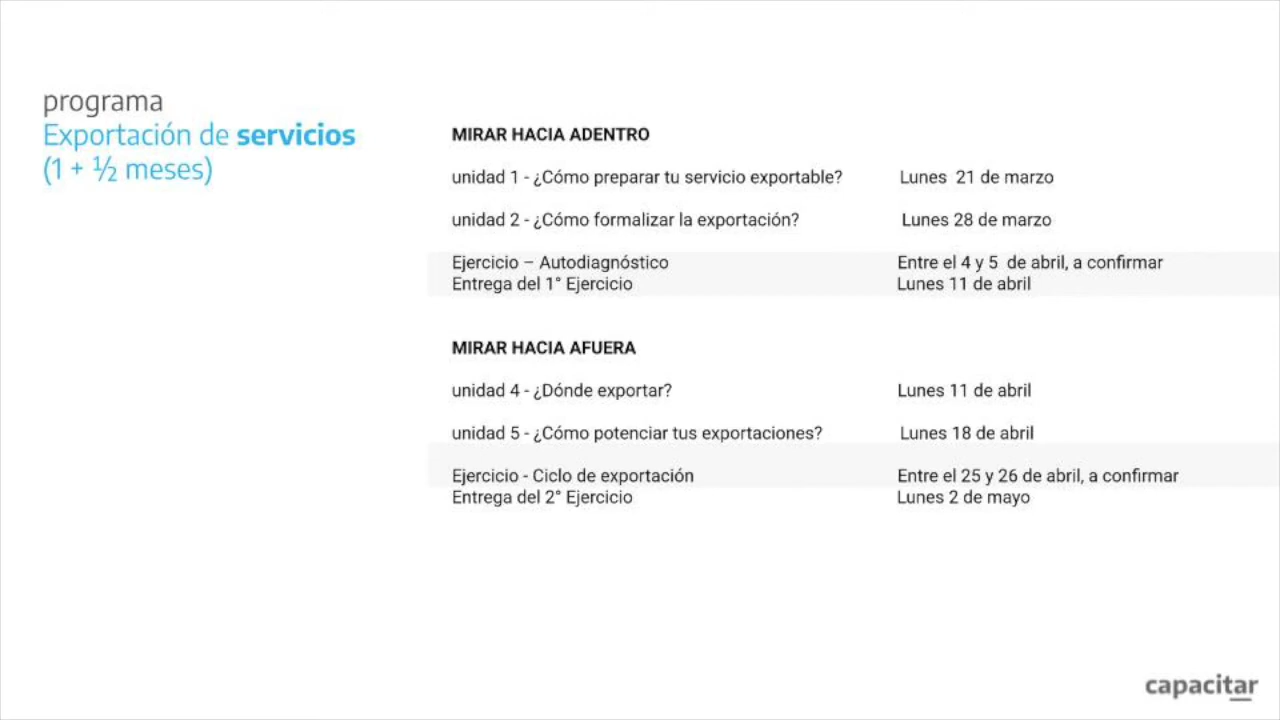 programa
Exportación de servicios
(1 + ½ meses)
MIRAR HACIA ADENTRO
unidad 1 - ¿Cómo preparar tu servicio exportable? Lunes 21 de marzo
unidad 2 - ¿Cómo formalizar la exportación? Lunes 28 de marzo
Ejercicio – Autodiagnóstico Entre el 4 y 5 de abril, a confirmar
Entrega del 1° Ejercicio Lunes 11 de abril
MIRAR HACIA AFUERA
unidad 4 - ¿Dónde exportar? Lunes 11 de abril
unidad 5 - ¿Cómo potenciar tus exportaciones? Lunes 18 de abril
Ejercicio - Ciclo de exportación Entre el 25 y 26 de abril, a confirmar
Entrega del 2° Ejercicio Lunes 2 de mayo
capacitar